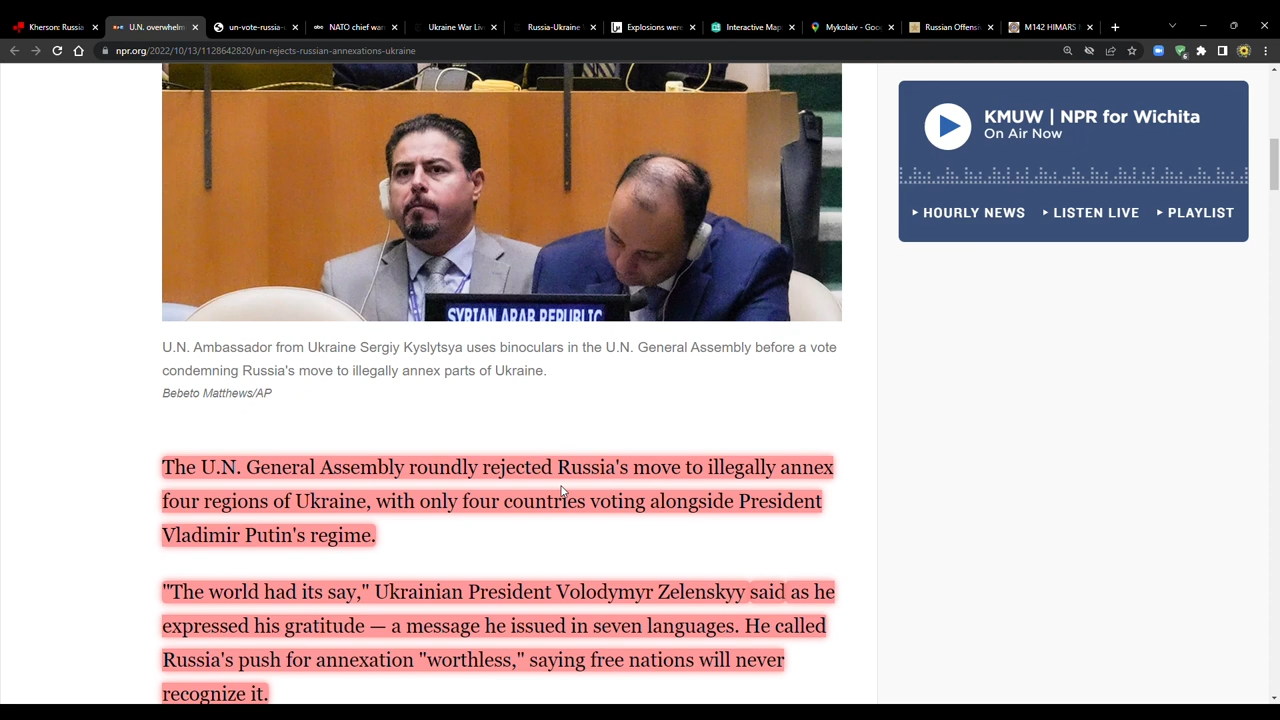 Kherson: Russia
U.N. overwhelm
un-vote-russia-
NATO chief war
Ukraine War Liv
Russia-Ukraine
Explosions were
Interactive Map
Mykolaiv - Goo
Russian Offensi
M142 HIMARS
npr.org/2022/10/13/1128642820/un-rejects-russian-annexations-ukraine
SYRIAN ARAB REPUBLIC
U.N. Ambassador from Ukraine Sergiy Kyslytsya uses binoculars in the U.N. General Assembly before a vote
condemning Russia's move to illegally annex parts of Ukraine.
Bebeto Matthews/AP
The U.N. General Assembly roundly rejected Russia's move to illegally annex
four regions of Ukraine, with only four countries voting alongside President
Vladimir Putin's regime.
"The world had its say," Ukrainian President Volodymyr Zelenskyy said as he
expressed his gratitude — a message he issued in seven languages. He called
Russia's push for annexation "worthless," saying free nations will never
recognize it.
KMUW | NPR for Wichita
On Air Now
HOURLY NEWS
LISTEN LIVE
PLAYLIST